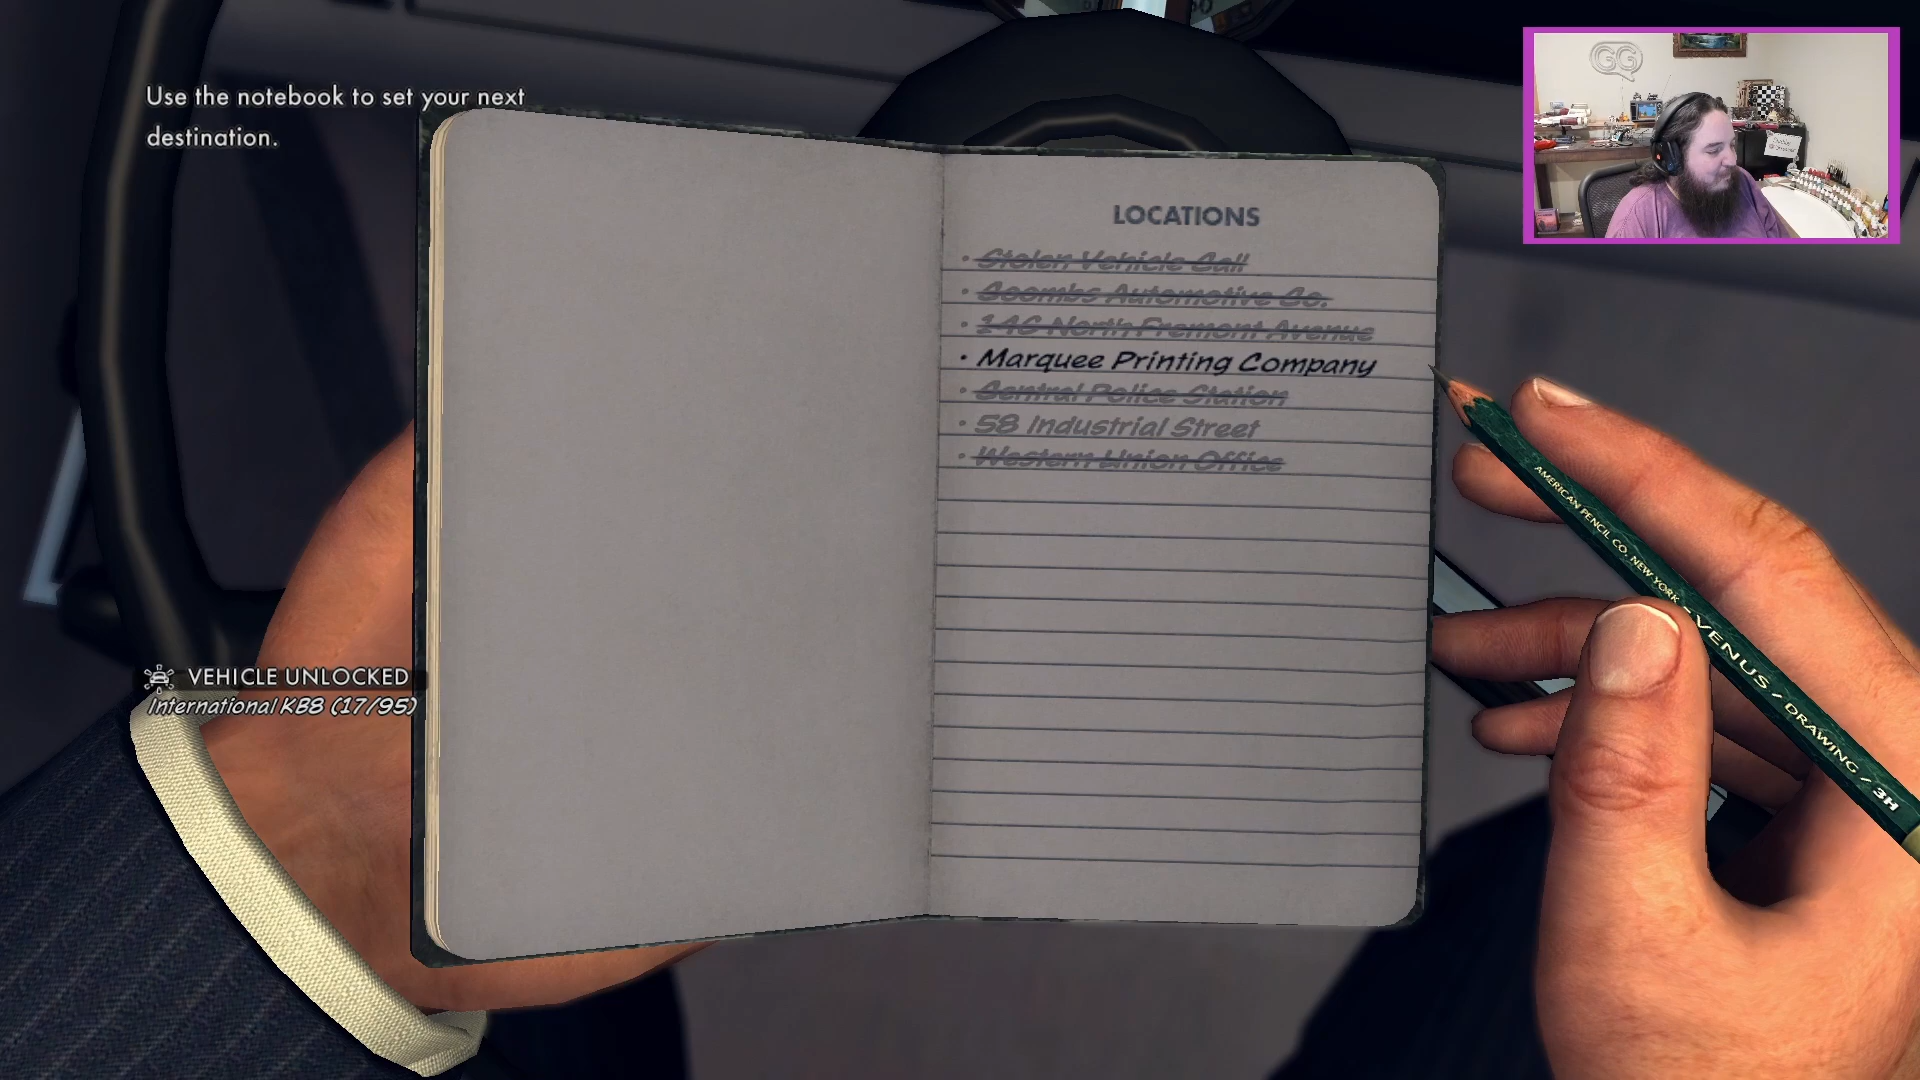 Use the notebook to set your next
destination.
GG
LOCATIONS
• Stolen Vehicle Call
• Coombs Automotive Co.
• 146 North Fremont Avenue
• Marquee Printing Company
• Central Police Station
• 58 Industrial Street
• Western Union Office
AMERICAN PENCIL CO. NEW YORK VENUS / DRAWING / 3H
VEHICLE UNLOCKED
International KB8 (17/95)